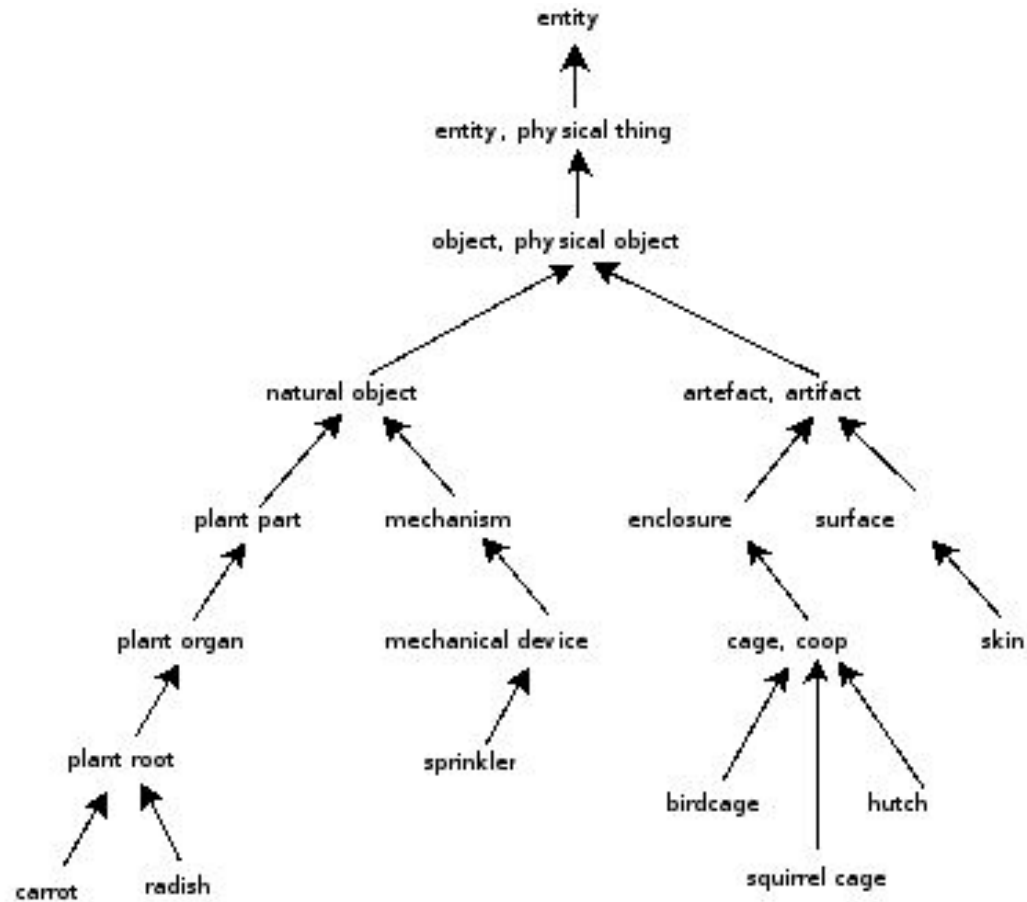 entity
entity, physical thing
object, physical object
natural object
artefact, artifact
plant part
mechanism
enclosure
surface
plant organ
mechanical device
cage, coop
skin
plant root
sprinkler
birdcage
hutch
carrot
radish
squirrel cage